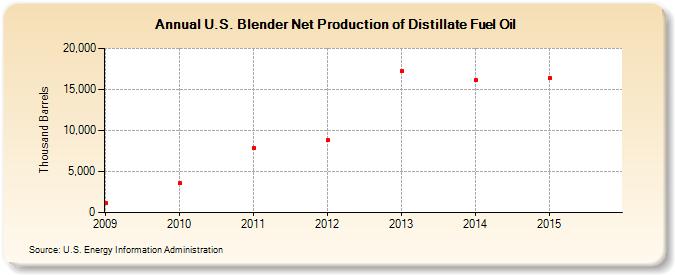 Annual U.S. Blender Net Production of Distillate Fuel Oil
Thousand Barrels
20,000
15,000
10,000
5,000
0
2009 2010 2011 2012 2013 2014 2015
Source: U.S. Energy Information Administration